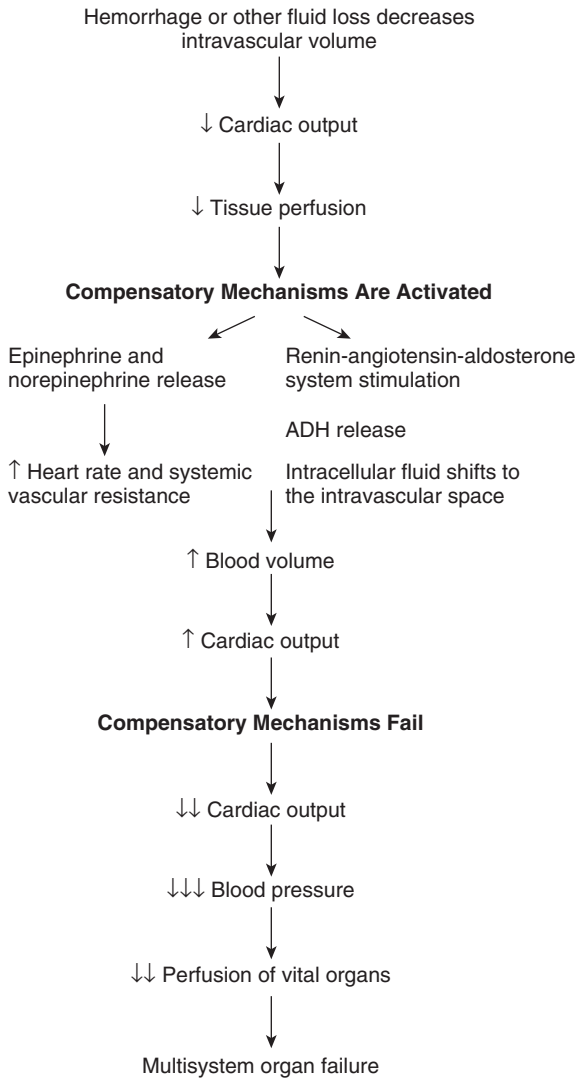 Hemorrhage or other fluid loss decreases
intravascular volume
↓ Cardiac output
↓ Tissue perfusion
Compensatory Mechanisms Are Activated
Epinephrine and
norepinephrine release
↑ Heart rate and systemic
vascular resistance
Renin-angiotensin-aldosterone
system stimulation
ADH release
Intracellular fluid shifts to
the intravascular space
↑ Blood volume
↑ Cardiac output
Compensatory Mechanisms Fail
↓↓ Cardiac output
↓↓↓ Blood pressure
↓↓ Perfusion of vital organs
Multisystem organ failure